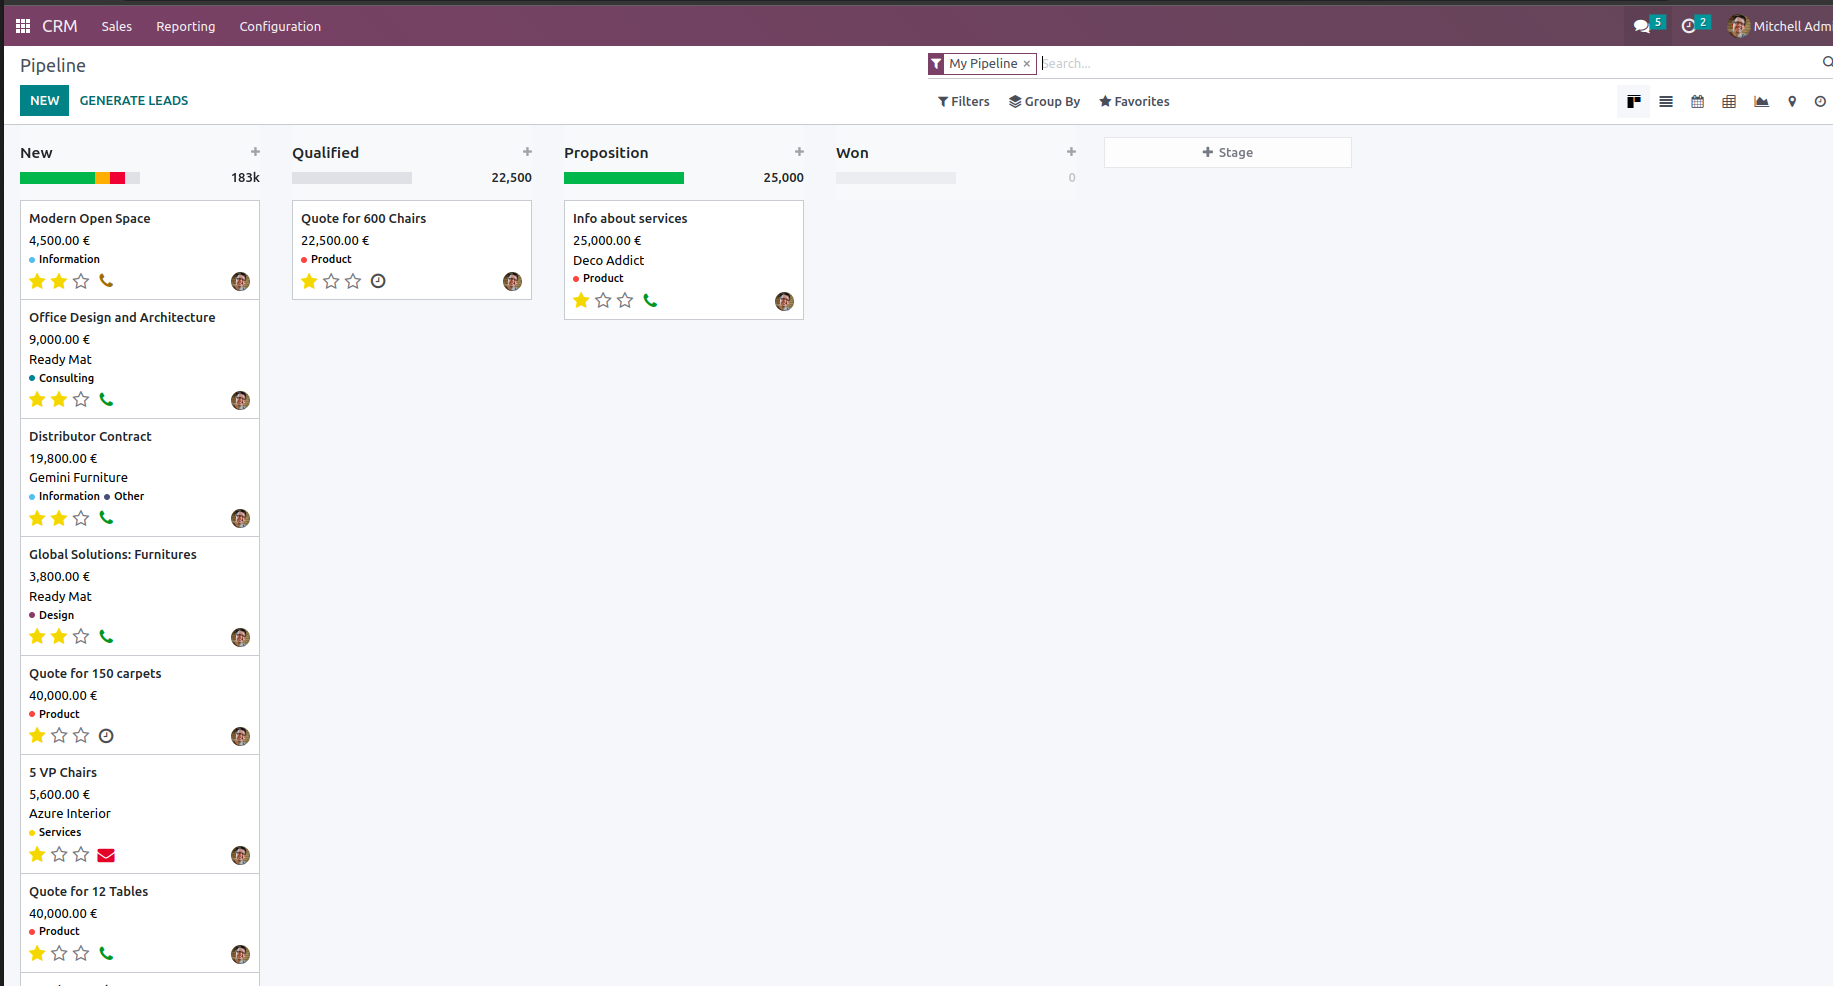 CRM Sales Reporting Configuration 5 2 Mitchell Adm
Pipeline
My Pipeline × Search...
NEW GENERATE LEADS
Filters Group By Favorites
New +
183k
Modern Open Space
4,500.00 €
Information
Office Design and Architecture
9,000.00 €
Ready Mat
Consulting
Distributor Contract
19,800.00 €
Gemini Furniture
Information Other
Global Solutions: Furnitures
3,800.00 €
Ready Mat
Design
Quote for 150 carpets
40,000.00 €
Product
5 VP Chairs
5,600.00 €
Azure Interior
Services
Quote for 12 Tables
40,000.00 €
Product
Qualified +
22,500
Quote for 600 Chairs
22,500.00 €
Product
Proposition +
25,000
Info about services
25,000.00 €
Deco Addict
Product
Won +
0
+ Stage